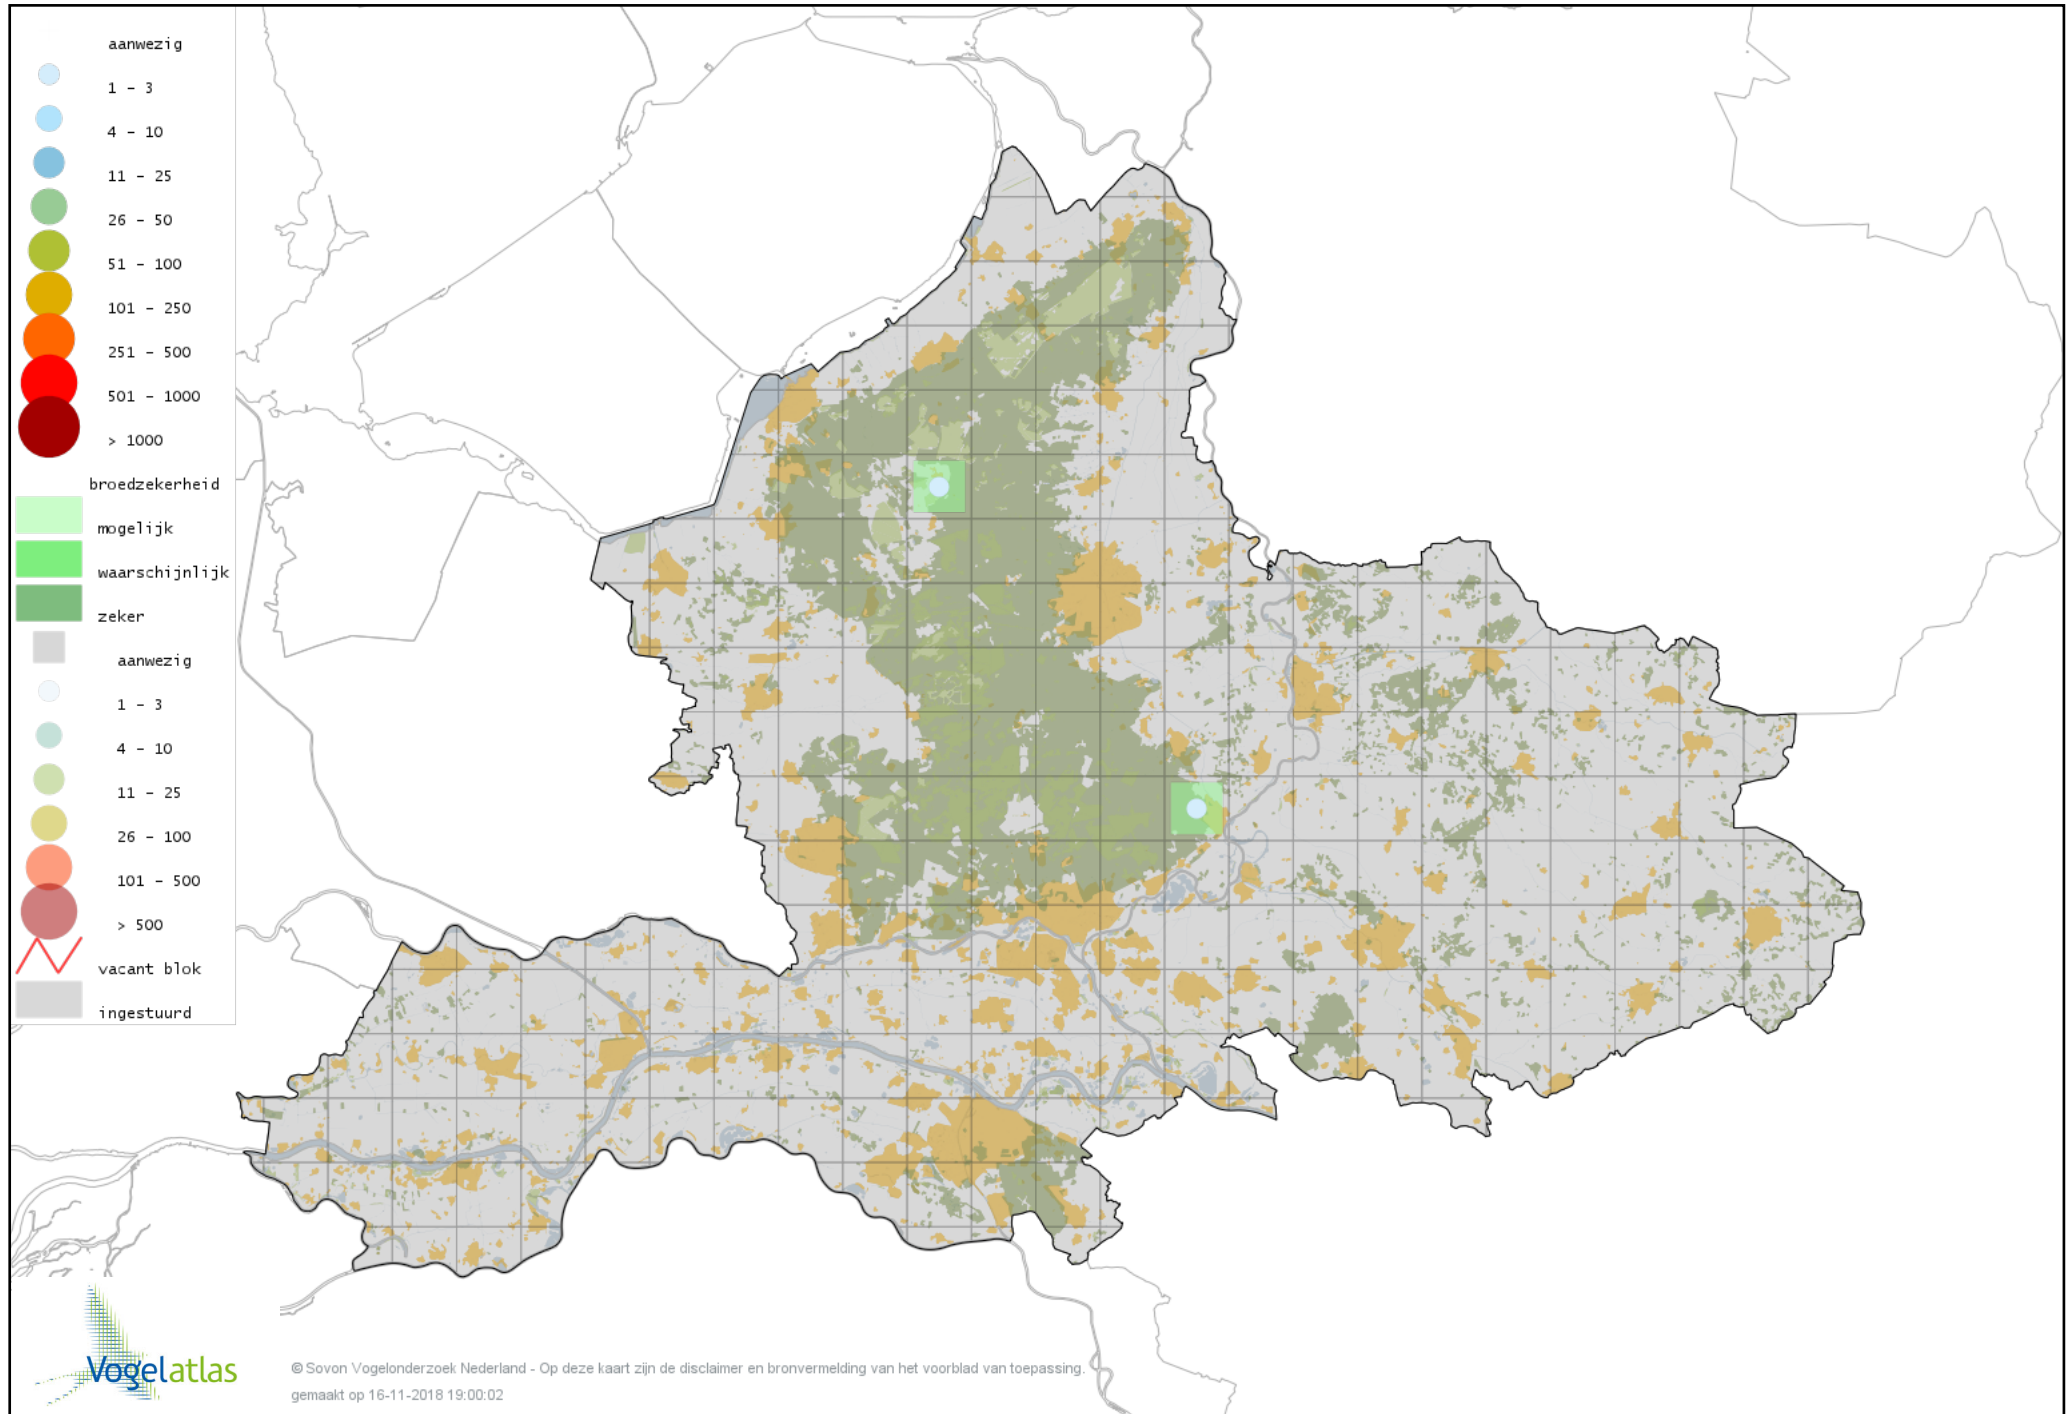 aanwezig
1 - 3
4 - 10
11 - 25
26 - 50
51 - 100
101 - 250
251 - 500
501 - 1000
> 1000
broedzekerheid
mogelijk
waarschijnlijk
zeker
aanwezig
1 - 3
4 - 10
11 - 25
26 - 100
101 - 500
> 500
vacant blok
ingestuurd
Vogelatlas
© Sovon Vogelonderzoek Nederland - Op deze kaart zijn de disclaimer en bronvermelding van het voorblad van toepassing.
gemaakt op 16-11-2018 19:00:02